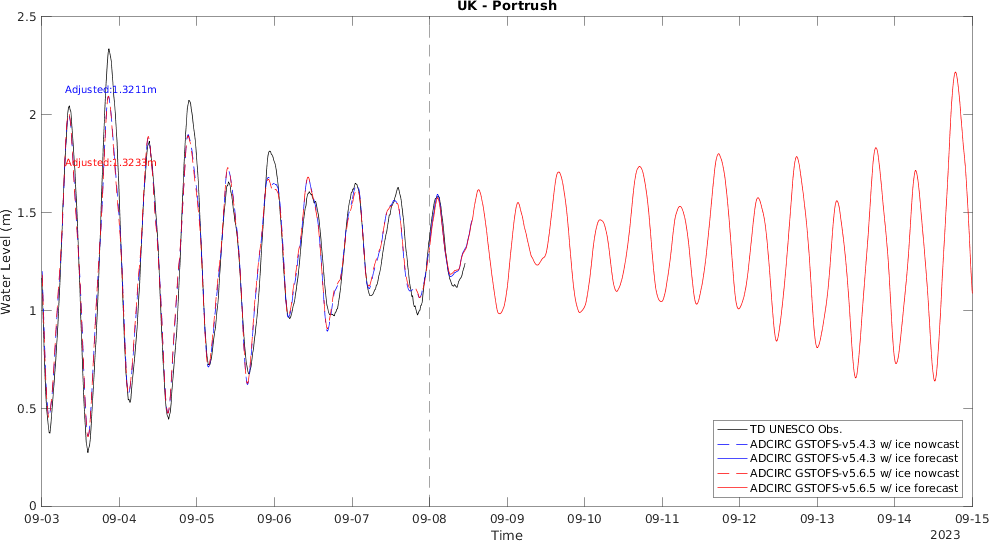 UK - Portrush
2.5
2
1.5
1
0.5
0
Water Level (m)
Adjusted:1.3211m
Adjusted:1.3233m
TD UNESCO Obs.
ADCIRC GSTOFS-v5.4.3 w/ ice nowcast
ADCIRC GSTOFS-v5.4.3 w/ ice forecast
ADCIRC GSTOFS-v5.6.5 w/ ice nowcast
ADCIRC GSTOFS-v5.6.5 w/ ice forecast
09-03 09-04 09-05 09-06 09-07 09-08 09-09 09-10 09-11 09-12 09-13 09-14 09-15
Time
2023